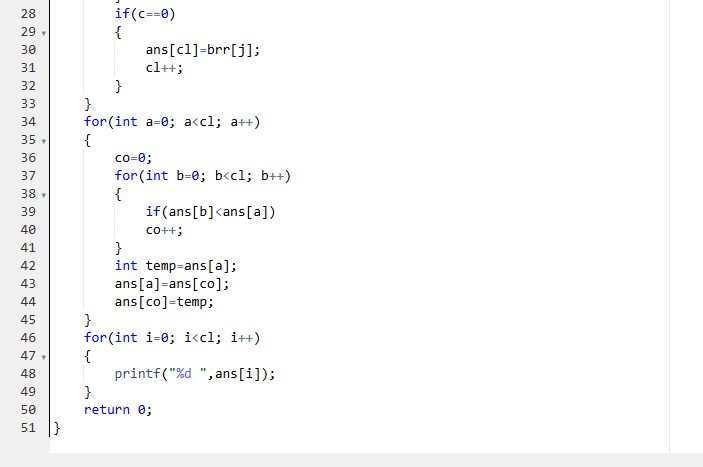 28         if(c==0)
29         {
30             ans[cl]=brr[j];
31             cl++;
32         }
33     }
34     for(int a=0; a<cl; a++)
35     {
36         co=0;
37         for(int b=0; b<cl; b++)
38         {
39             if(ans[b]<ans[a])
40             co++;
41         }
42         int temp=ans[a];
43         ans[a]=ans[co];
44         ans[co]=temp;
45     }
46     for(int i=0; i<cl; i++)
47     {
48         printf("%d ",ans[i]);
49     }
50     return 0;
51 }